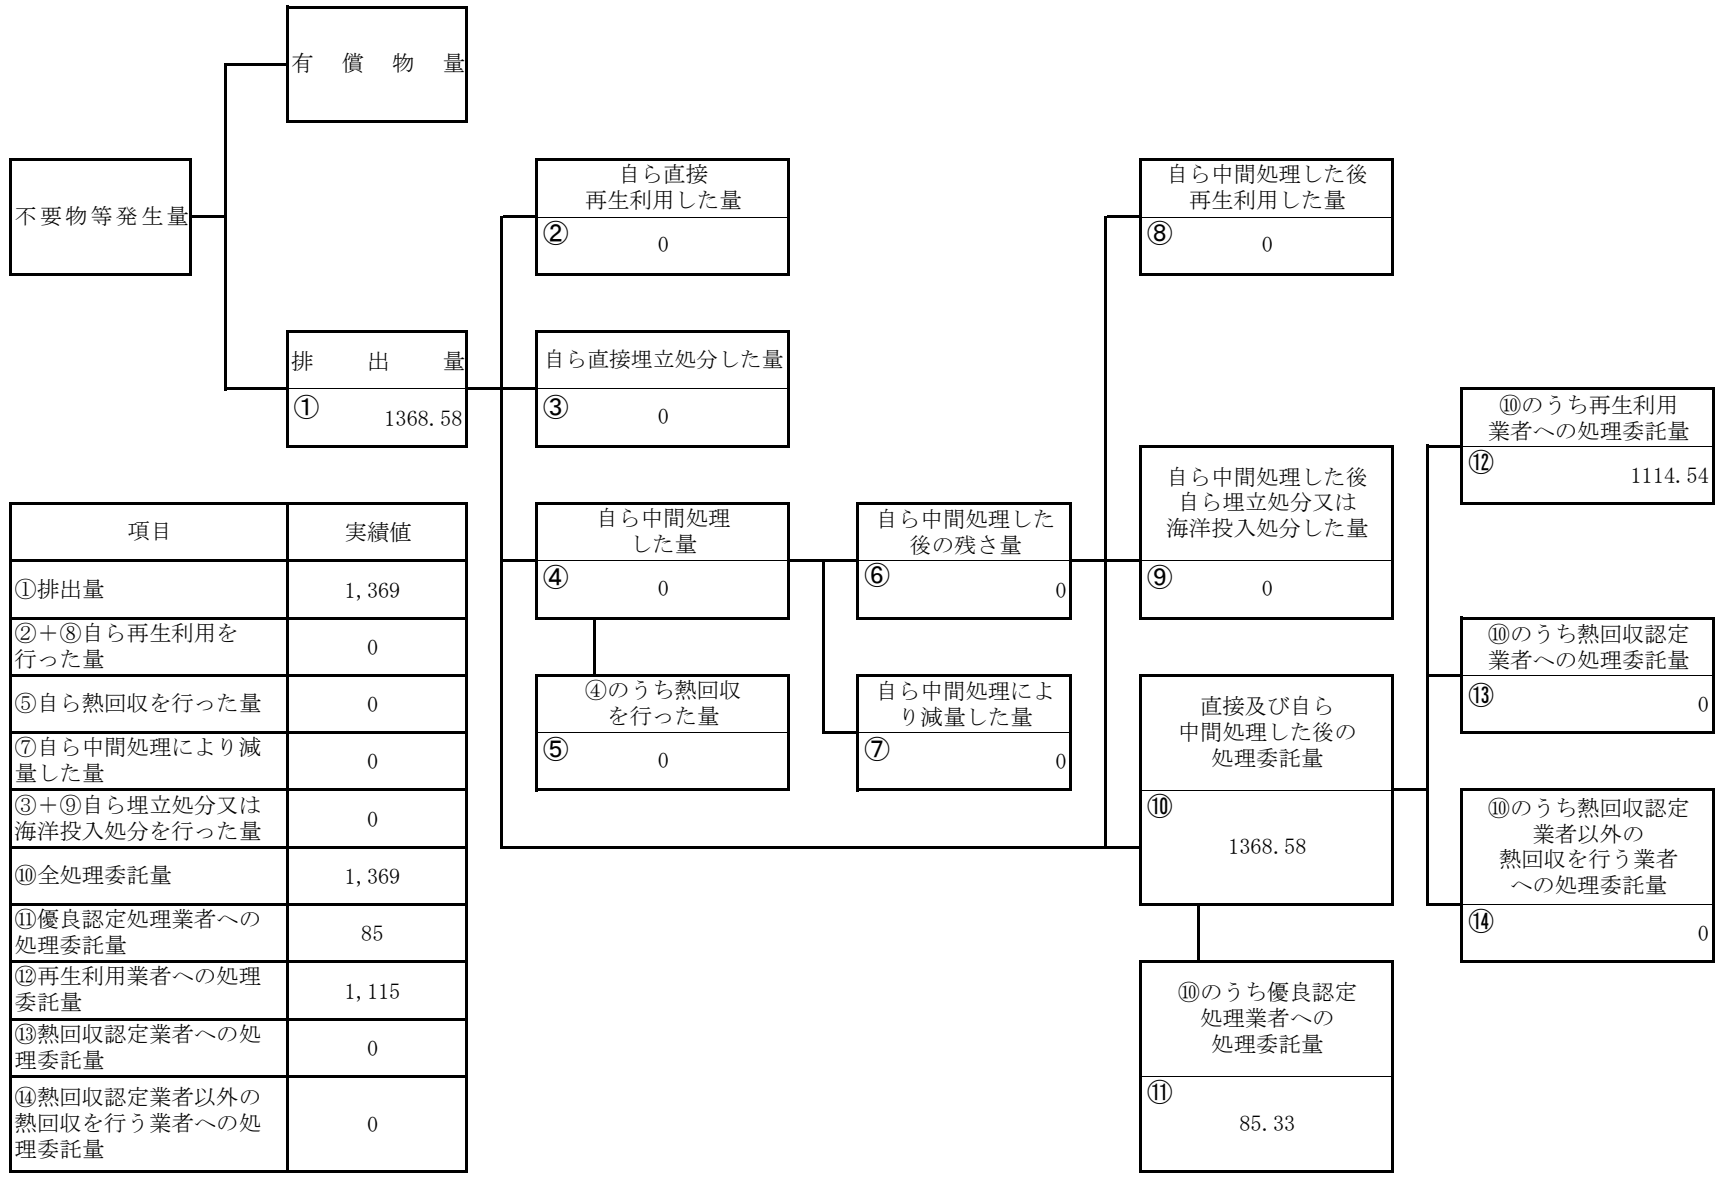 有償物量
不要物等発生量
排出量
①
1368.58
自ら直接
再生利用した量
②
0
自ら直接埋立処分した量
③
0
自ら中間処理
した量
④
0
④のうち熱回収
を行った量
⑤
0
自ら中間処理した
後の残さ量
⑥
0
自ら中間処理によ
り減量した量
⑦
0
自ら中間処理した後
再生利用した量
⑧
0
自ら中間処理した後
自ら埋立処分又は
海洋投入処分した量
⑨
0
直接及び自ら
中間処理した後の
処理委託量
⑩
1368.58
⑩のうち優良認定
処理業者への
処理委託量
⑪
85.33
⑩のうち再生利用
業者への処理委託量
⑫
1114.54
⑩のうち熱回収認定
業者への処理委託量
⑬
0
⑩のうち熱回収認定
業者以外の
熱回収を行う業者
への処理委託量
⑭
0
項目 実績値
①排出量 1,369
②＋⑧自ら再生利用を
行った量 0
⑤自ら熱回収を行った量 0
⑦自ら中間処理により減
量した量 0
③＋⑨自ら埋立処分又は
海洋投入処分を行った量 0
⑩全処理委託量 1,369
⑪優良認定処理業者への
処理委託量 85
⑫再生利用業者への処理
委託量 1,115
⑬熱回収認定業者への処
理委託量 0
⑭熱回収認定業者以外の
熱回収を行う業者への処
理委託量 0